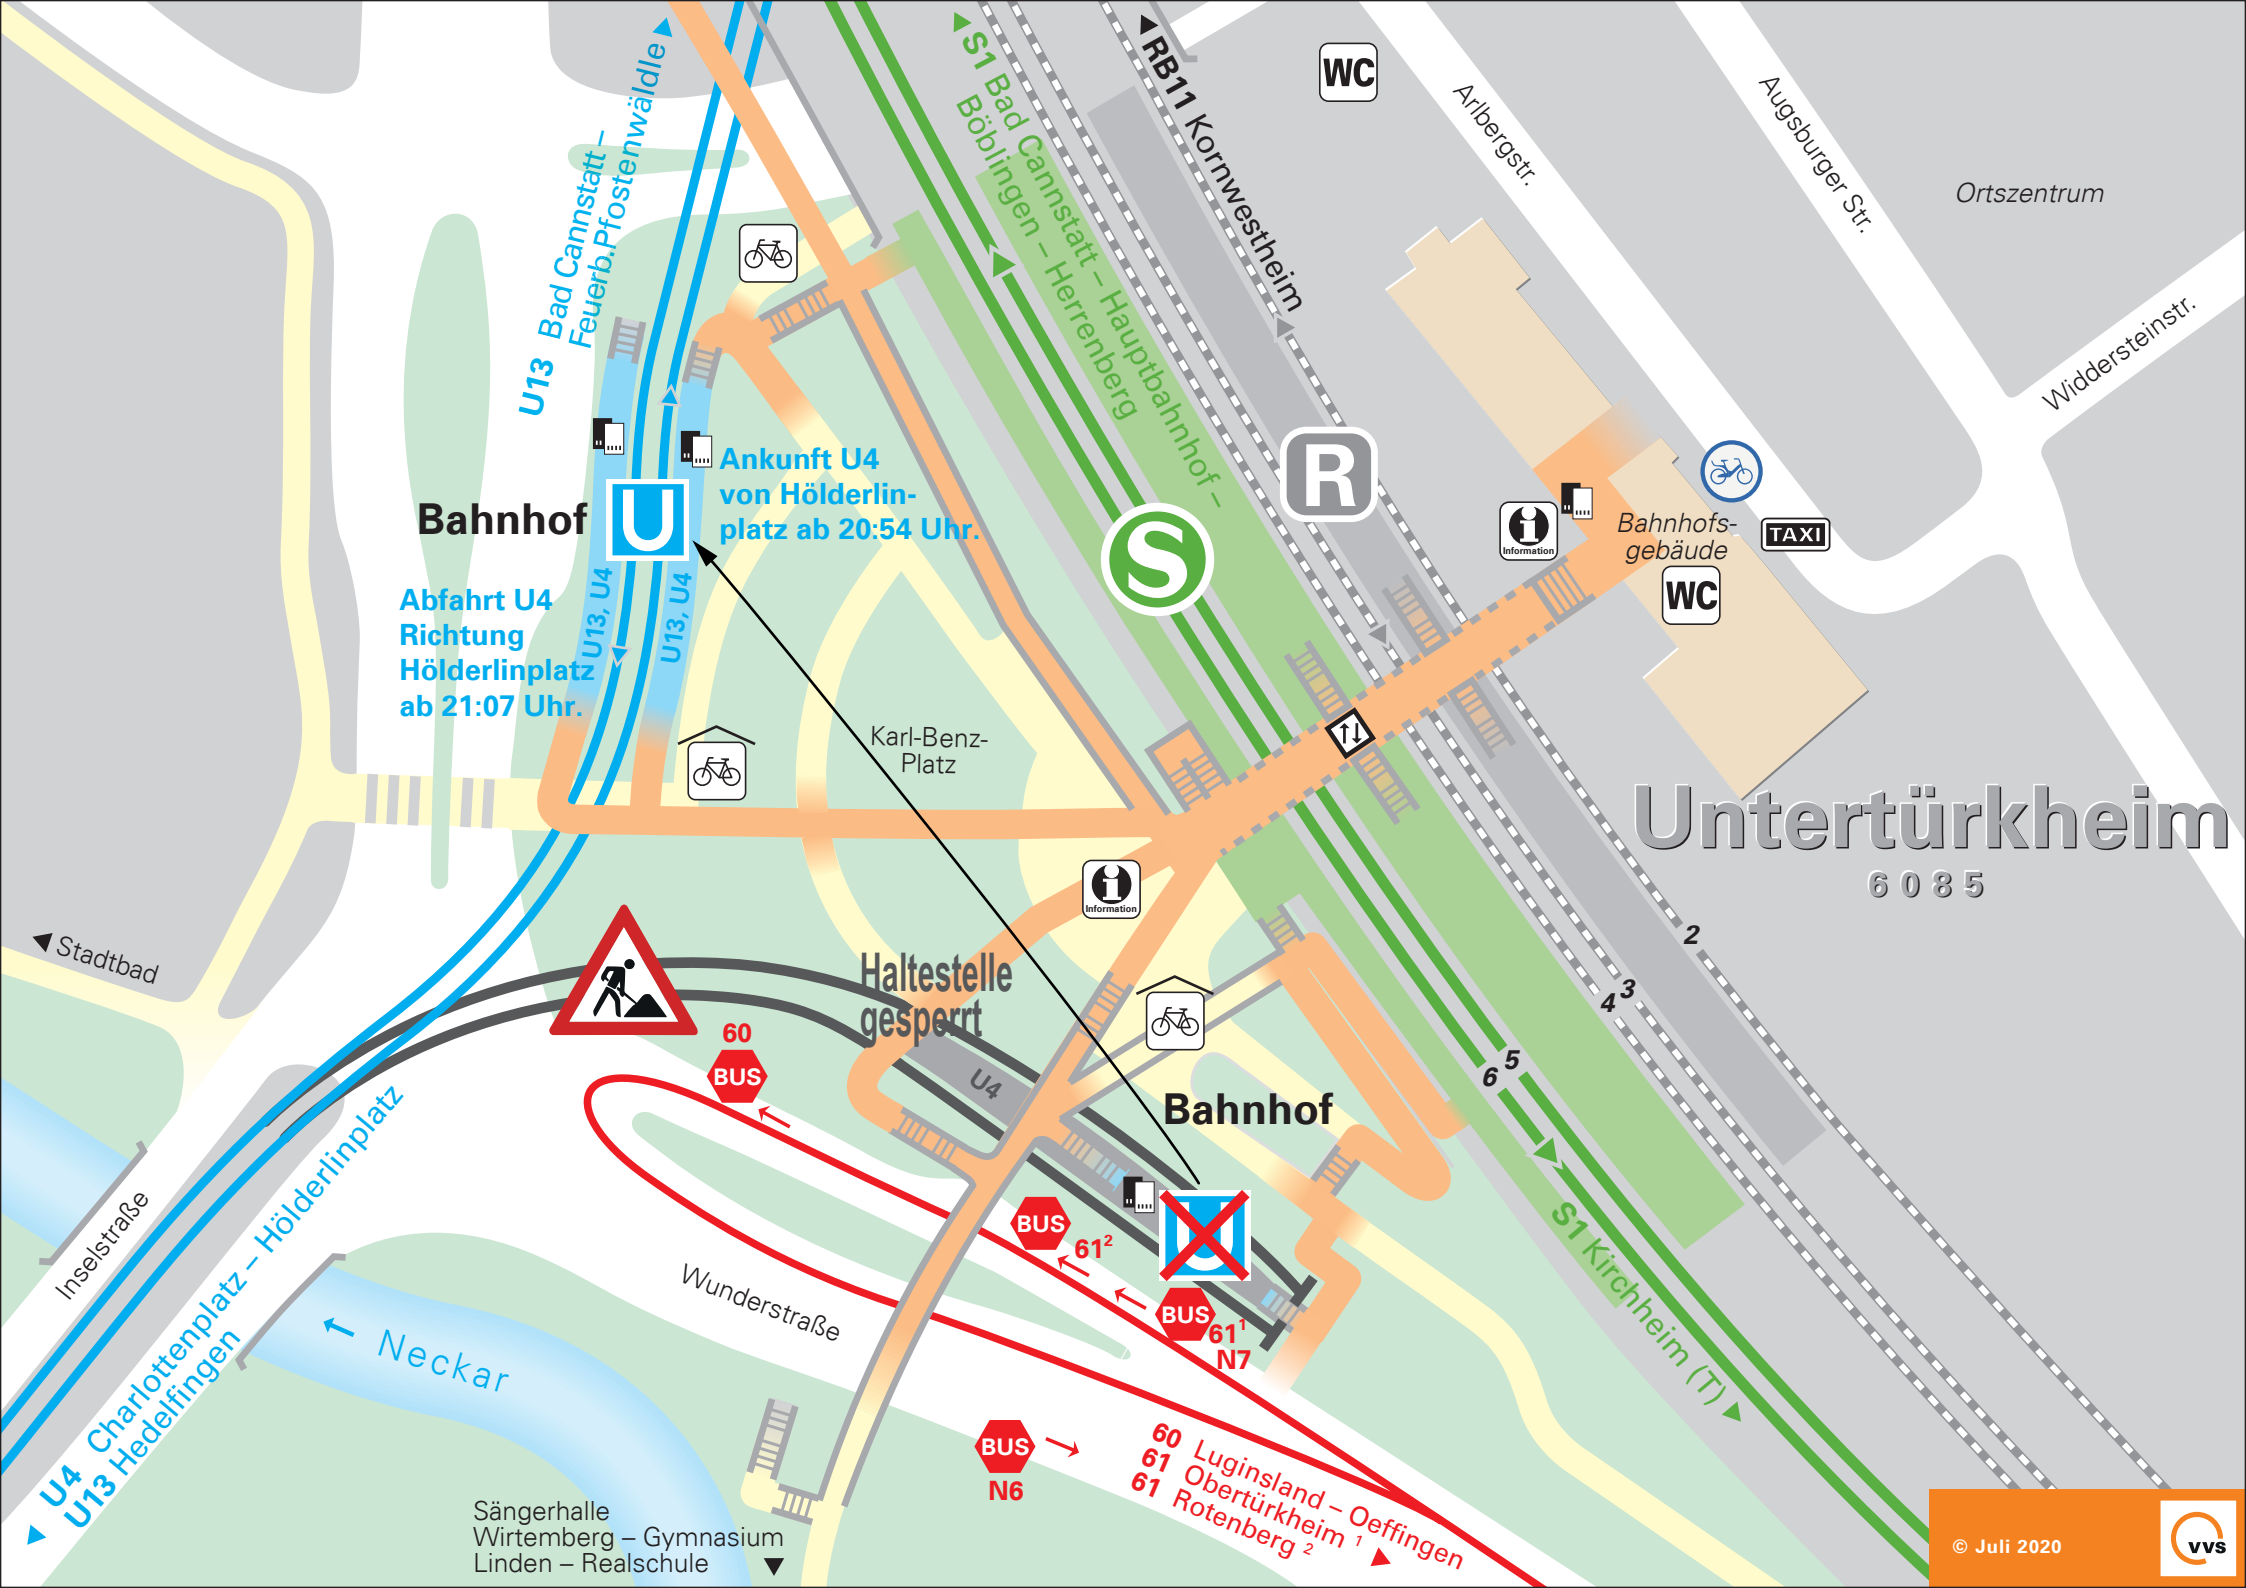 U13 Bad Cannstatt –
Feuerb.Pfostenwäldle
S1 Bad Cannstatt – Hauptbahnhof –
Böblingen – Herrenberg
RB11 Kornwestheim
WC
Arlbergstr.
Augsburger Str.
Ortszentrum
Widdersteinstr.
Ankunft U4
von Hölderlin-
platz ab 20:54 Uhr.
Bahnhof
U
Abfahrt U4
Richtung
Hölderlinplatz
ab 21:07 Uhr.
U13, U4
U13, U4
S
R
i
Information
Bahnhofs-
gebäude
TAXI
WC
Karl-Benz-
Platz
Untertürkheim
6085
i
Information
2
3
4
5
6
Stadtbad
Haltestelle
gesperrt
U4
60
BUS
Bahnhof
U
BUS
61²
BUS
61¹
N7
Inselstraße
Wunderstraße
Neckar
U4 Charlottenplatz – Hölderlinplatz
U13 Hedelfingen
S1 Kirchheim (T)
BUS
N6
60 Luginsland – Oeffingen
61 Obertürkheim ¹
61 Rotenberg ²
Sängerhalle
Wirtemberg – Gymnasium
Linden – Realschule
© Juli 2020
vvs